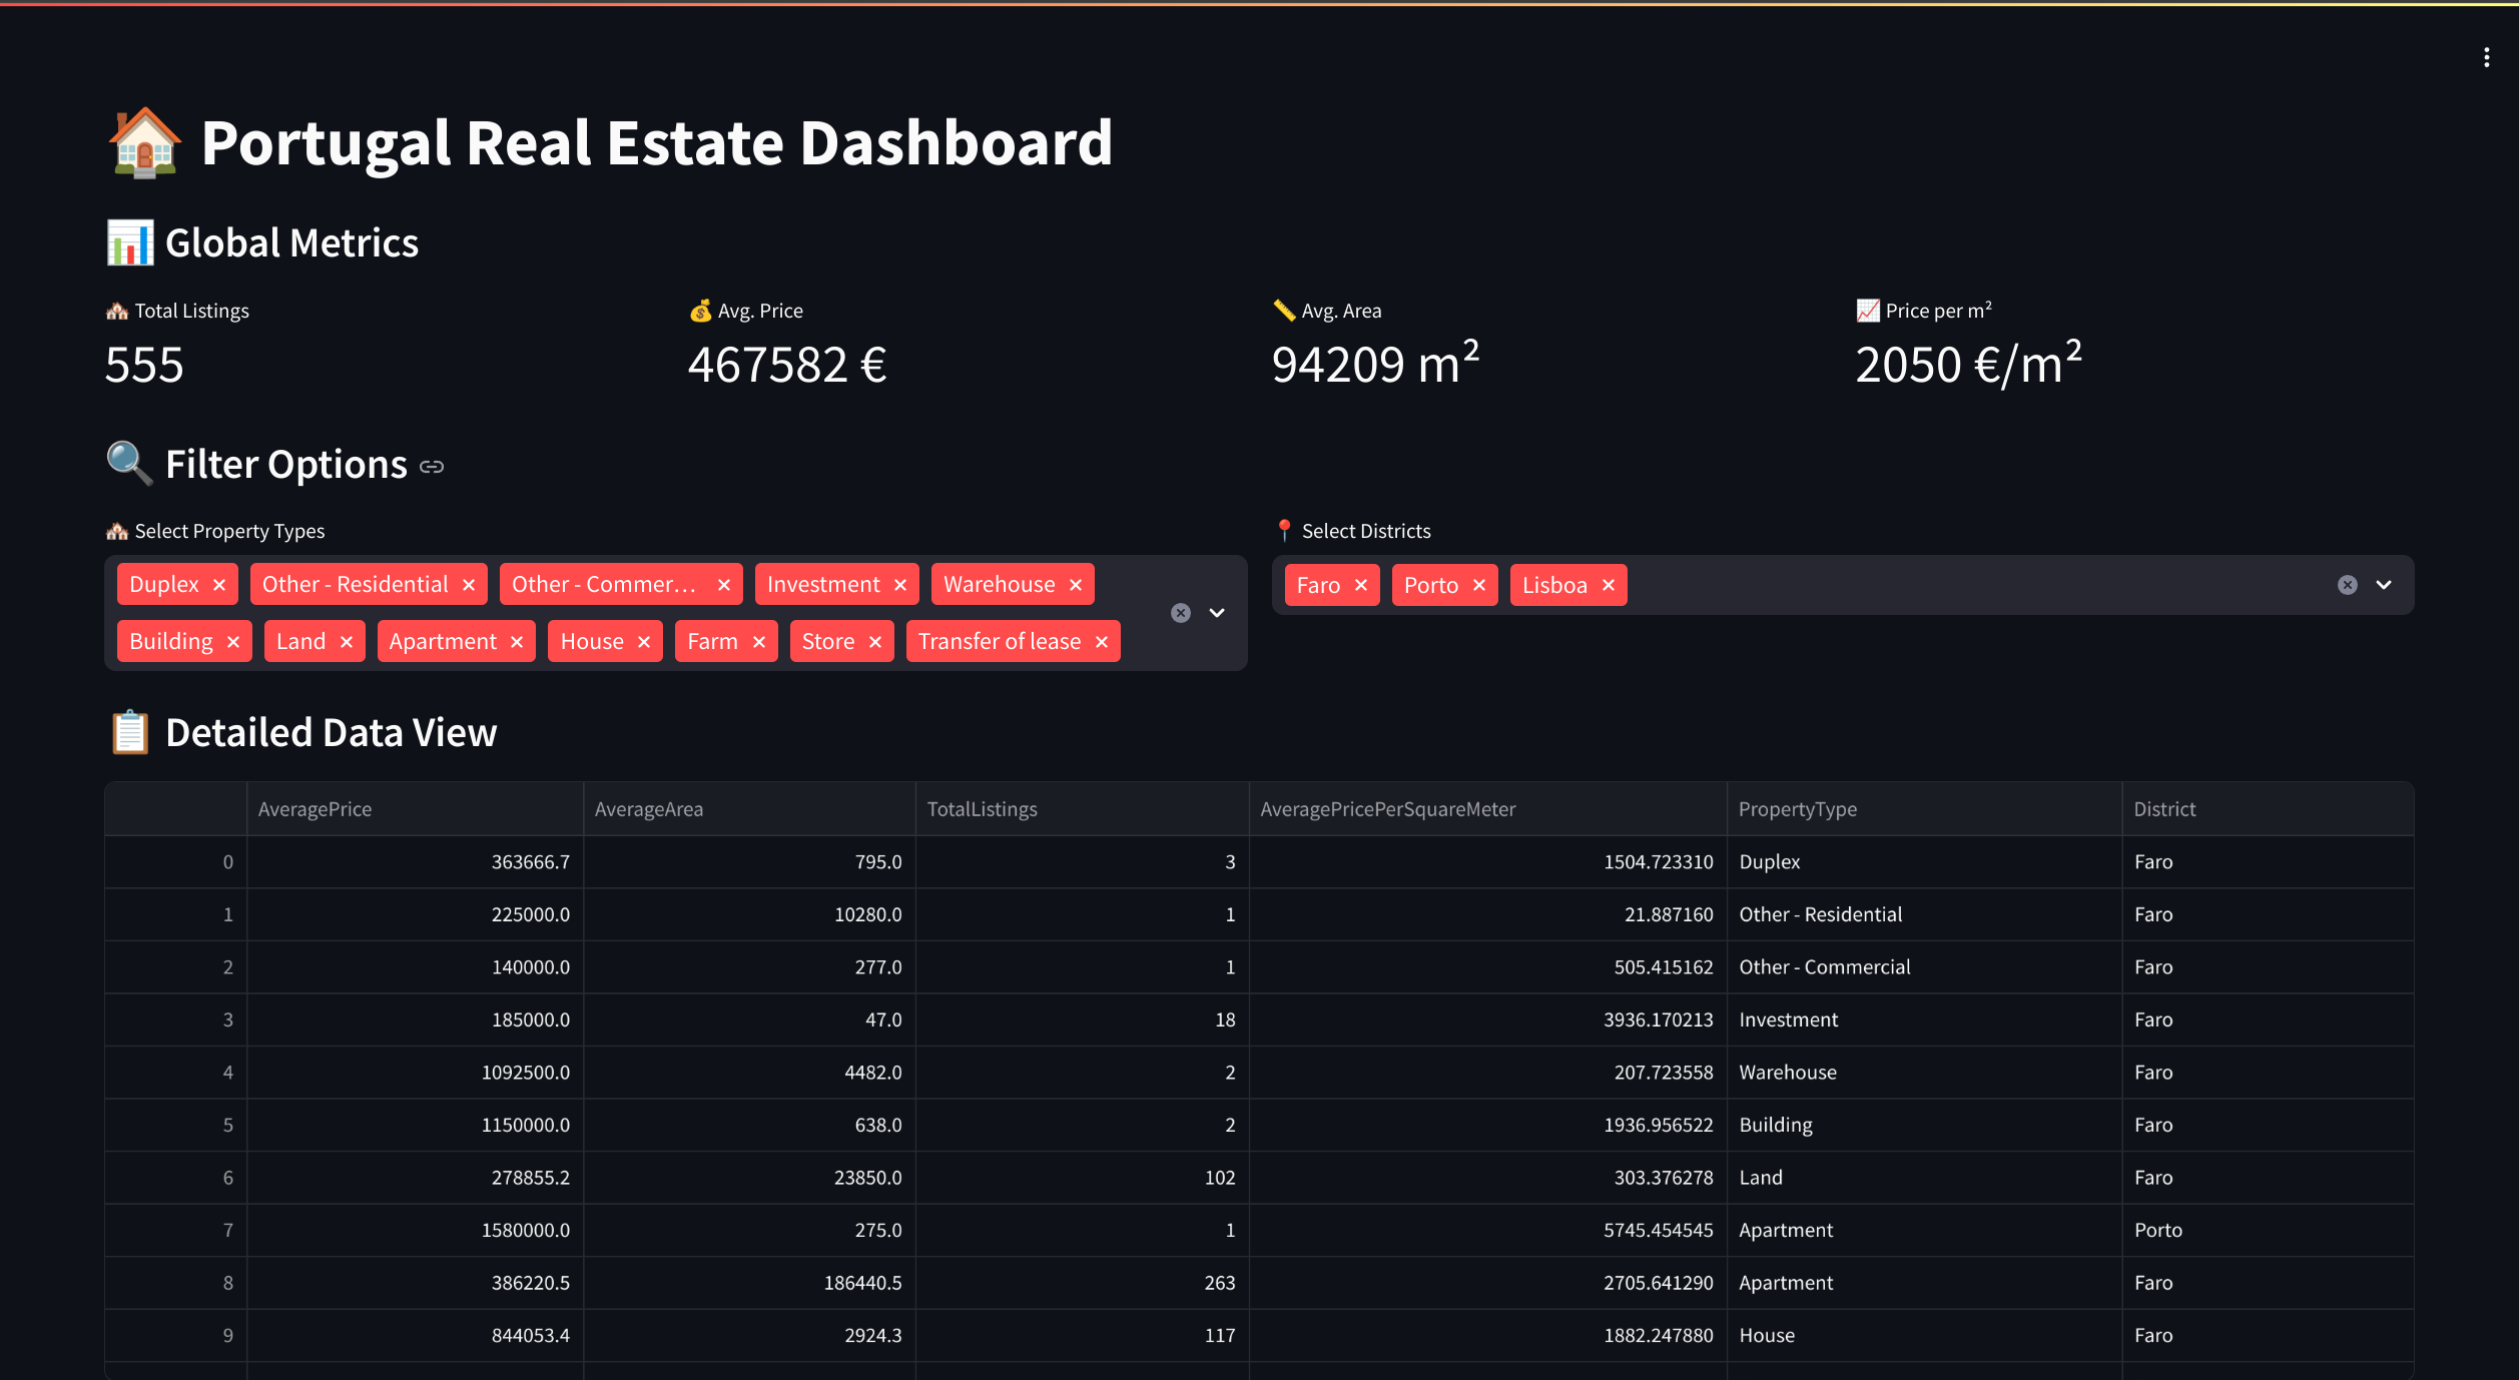 Portugal Real Estate Dashboard
Global Metrics
Total Listings
555
Avg. Price
467582 €
Avg. Area
94209 m²
Price per m²
2050 €/m²
Filter Options
Select Property Types
Duplex Other - Residential Other - Commer... Investment Warehouse
Building Land Apartment House Farm Store Transfer of lease
Select Districts
Faro Porto Lisboa
Detailed Data View
AveragePrice AverageArea TotalListings AveragePricePerSquareMeter PropertyType District
0 363666.7 795.0 3 1504.723310 Duplex Faro
1 225000.0 10280.0 1 21.887160 Other - Residential Faro
2 140000.0 277.0 1 505.415162 Other - Commercial Faro
3 185000.0 47.0 18 3936.170213 Investment Faro
4 1092500.0 4482.0 2 207.723558 Warehouse Faro
5 1150000.0 638.0 2 1936.956522 Building Faro
6 278855.2 23850.0 102 303.376278 Land Faro
7 1580000.0 275.0 1 5745.454545 Apartment Porto
8 386220.5 186440.5 263 2705.641290 Apartment Faro
9 844053.4 2924.3 117 1882.247880 House Faro